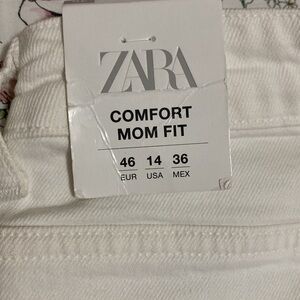 ZARA
COMFORT
MOM FIT
46 14 36
EUR USA MEX